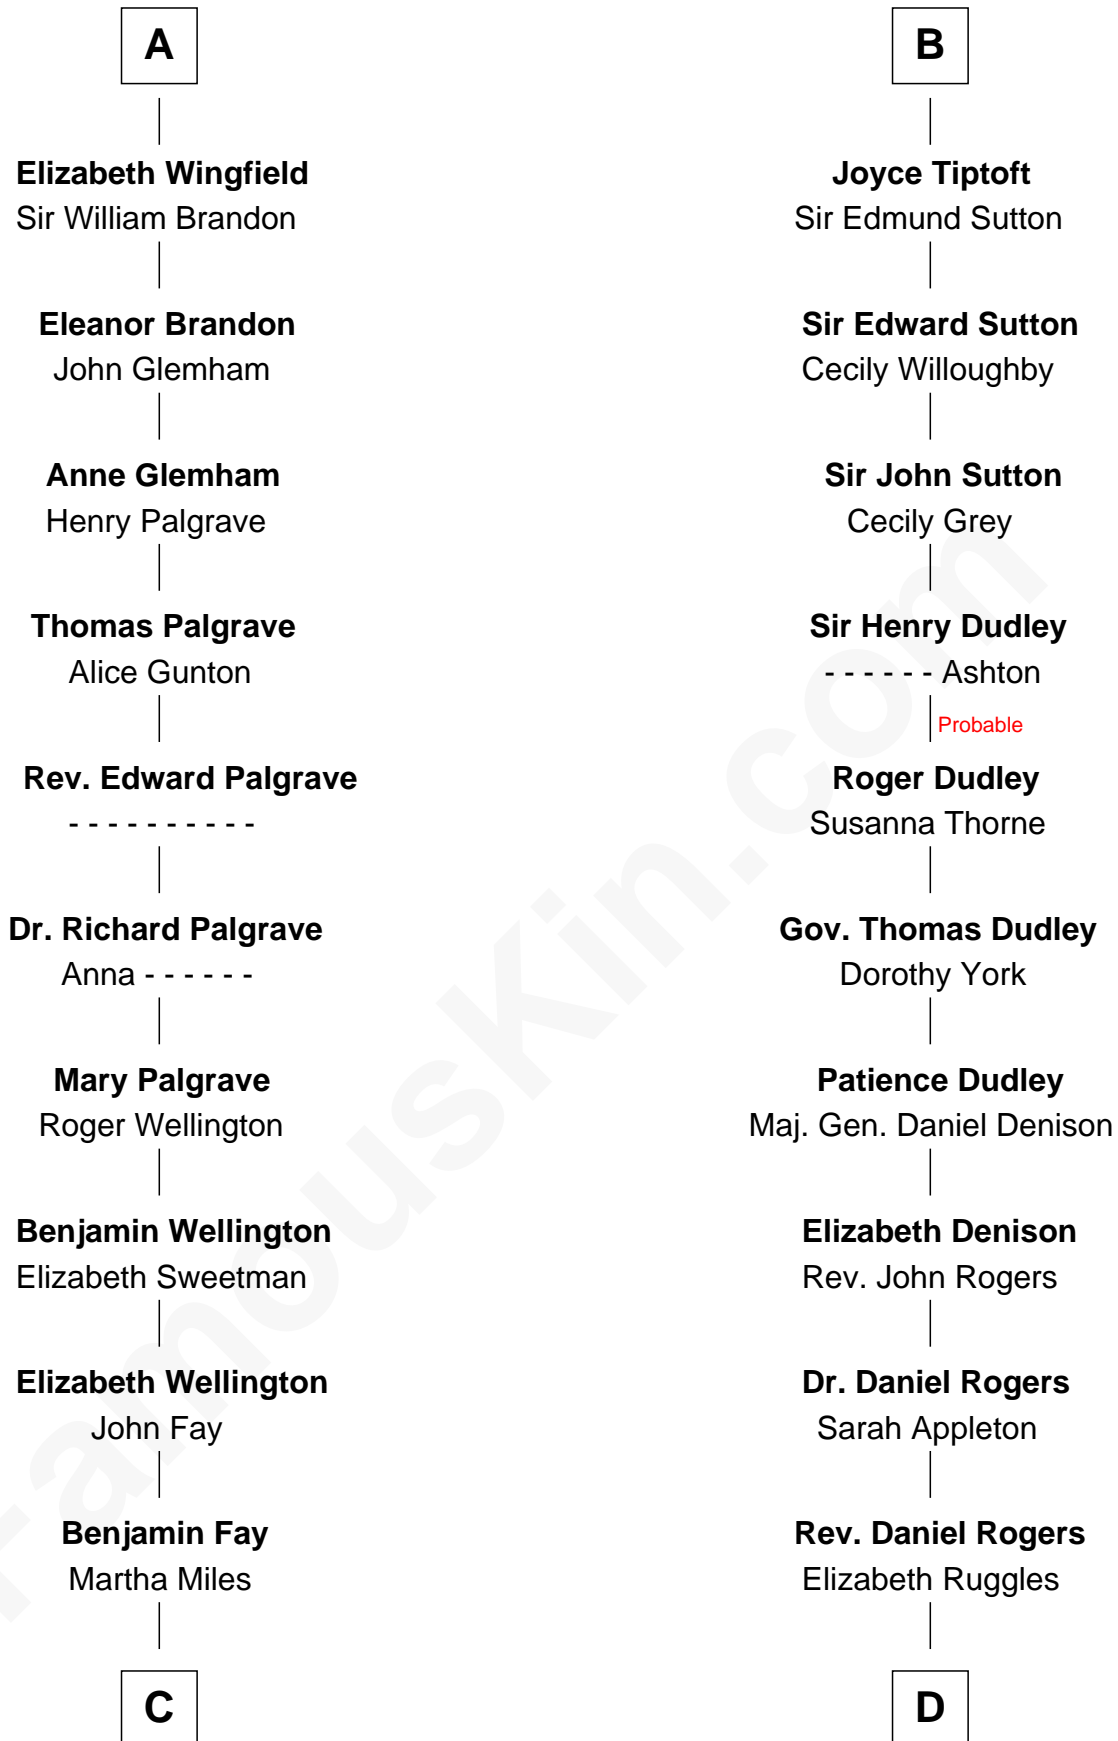 A
Elizabeth Wingfield
Sir William Brandon
Eleanor Brandon
John Glemham
Anne Glemham
Henry Palgrave
Thomas Palgrave
Alice Gunton
Rev. Edward Palgrave
- - - - - - - - - -
Dr. Richard Palgrave
Anna - - - - - -
Mary Palgrave
Roger Wellington
Benjamin Wellington
Elizabeth Sweetman
Elizabeth Wellington
John Fay
Benjamin Fay
Martha Miles
C
B
Joyce Tiptoft
Sir Edmund Sutton
Sir Edward Sutton
Cecily Willoughby
Sir John Sutton
Cecily Grey
Sir Henry Dudley
- - - - - - Ashton
Probable
Roger Dudley
Susanna Thorne
Gov. Thomas Dudley
Dorothy York
Patience Dudley
Maj. Gen. Daniel Denison
Elizabeth Denison
Rev. John Rogers
Dr. Daniel Rogers
Sarah Appleton
Rev. Daniel Rogers
Elizabeth Ruggles
D
FamousKin.com